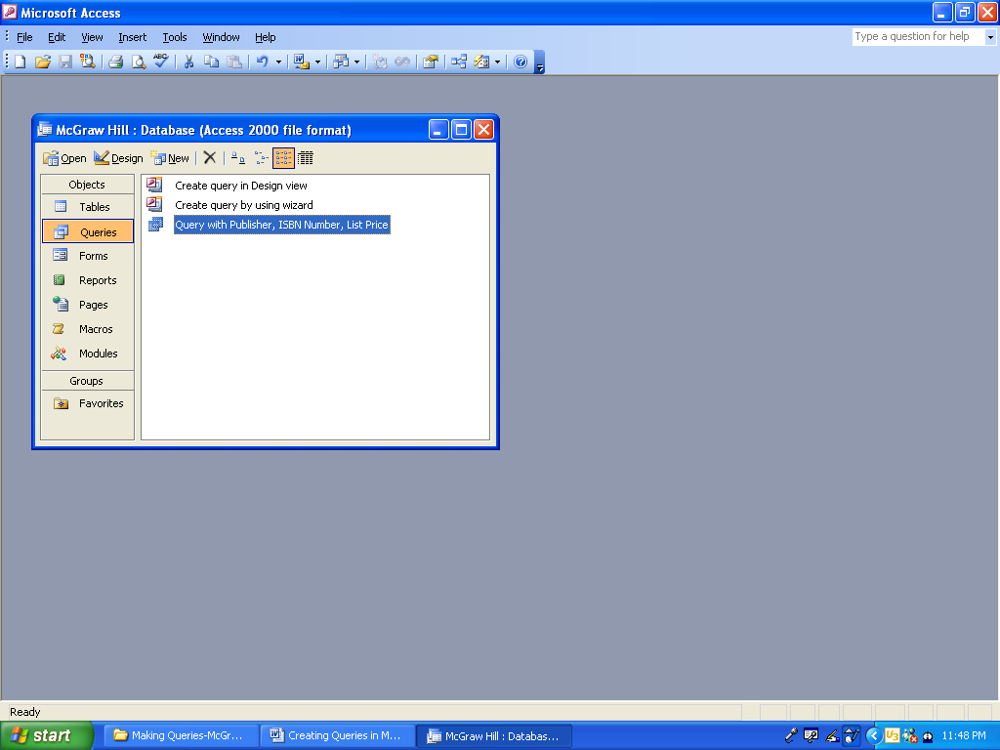 Microsoft Access
File Edit View Insert Tools Window Help
Type a question for help
McGraw Hill : Database (Access 2000 file format)
Open Design New
Objects
Tables
Queries
Forms
Reports
Pages
Macros
Modules
Groups
Favorites
Create query in Design view
Create query by using wizard
Query with Publisher, ISBN Number, List Price
Ready
start
Making Queries-McGr...
Creating Queries in M...
McGraw Hill : Databas...
U3
11:48 PM